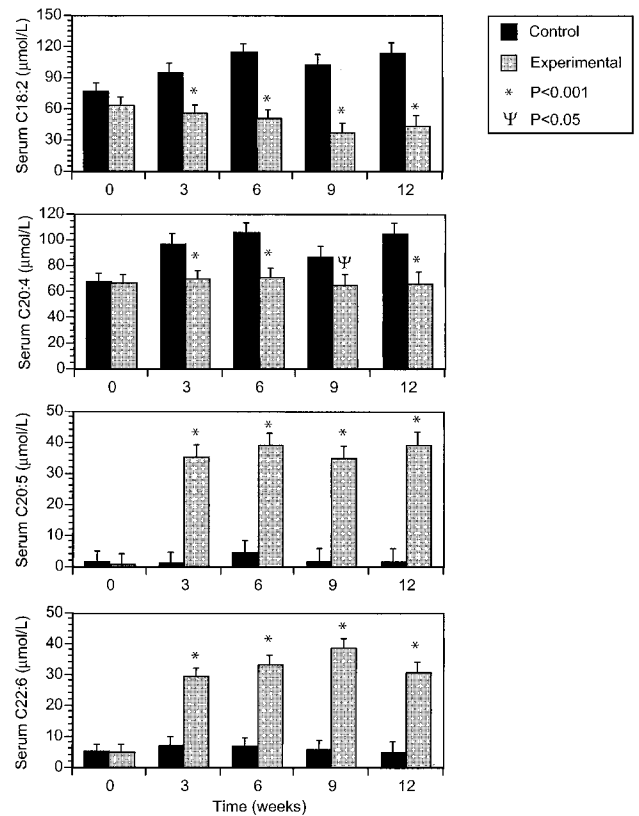 Control
Experimental
* P<0.001
Ψ P<0.05
Serum C18:2 (μmol/L)
150
120
90
60
30
0
* * * *
0 3 6 9 12
Serum C20:4 (μmol/L)
120
100
80
60
40
20
0
* * Ψ *
0 3 6 9 12
Serum C20:5 (μmol/L)
50
40
30
20
10
0
* * * *
0 3 6 9 12
Serum C22:6 (μmol/L)
50
40
30
20
10
0
* * * *
0 3 6 9 12
Time (weeks)